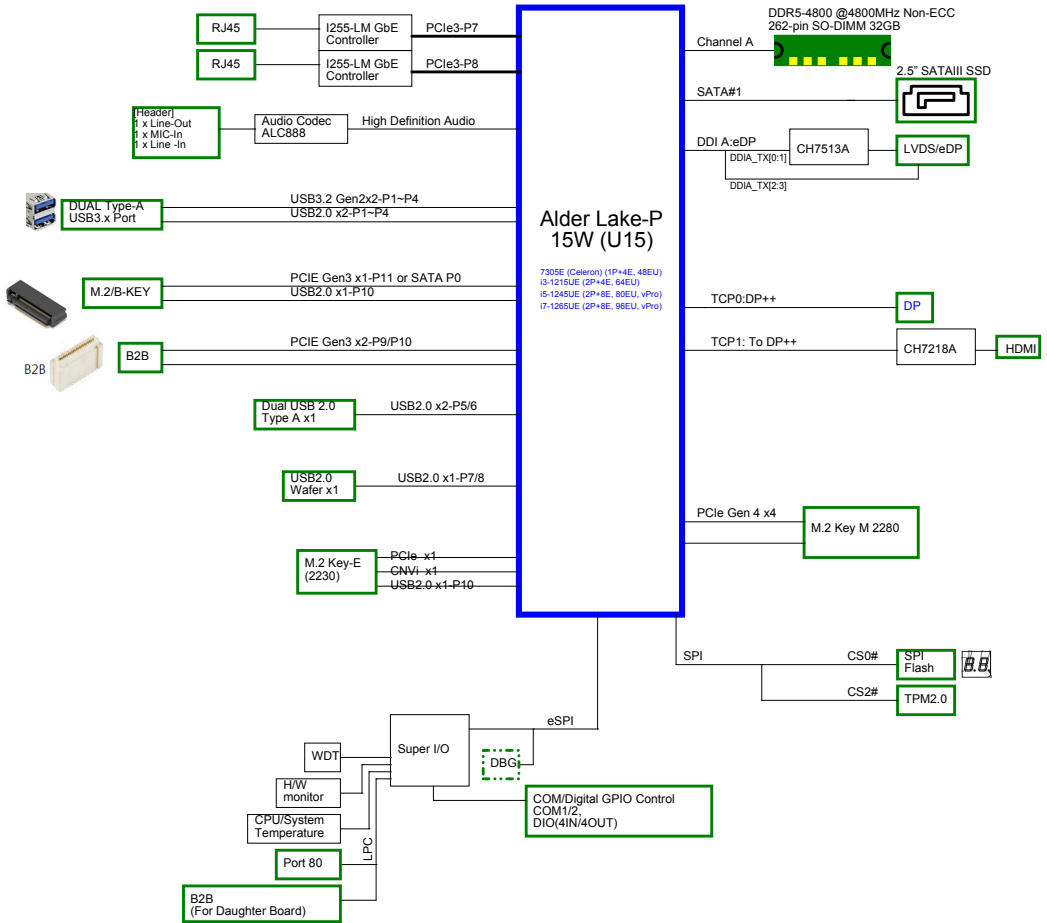 RJ45
I255-LM GbE
Controller
PCIe3-P7
RJ45
I255-LM GbE
Controller
PCIe3-P8
[Header]
1 x Line-Out
1 x MIC-In
1 x Line -In
Audio Codec
ALC888
High Definition Audio
DUAL Type-A
USB3.x Port
USB3.2 Gen2x2-P1~P4
USB2.0 x2-P1~P4
M.2/B-KEY
PCIE Gen3 x1-P11 or SATA P0
USB2.0 x1-P10
B2B
B2B
PCIE Gen3 x2-P9/P10
Dual USB 2.0
Type A x1
USB2.0 x2-P5/6
USB2.0
Wafer x1
USB2.0 x1-P7/8
M.2 Key-E
(2230)
PCIe x1
CNVi x1
USB2.0 x1-P10
Alder Lake-P
15W (U15)
7305E (Celeron) (1P+4E, 48EU)
i3-1215UE (2P+4E, 64EU)
i5-1245UE (2P+8E, 80EU, vPro)
i7-1265UE (2P+8E, 96EU, vPro)
Channel A
DDR5-4800 @4800MHz Non-ECC
262-pin SO-DIMM 32GB
SATA#1
2.5" SATAIII SSD
DDI A:eDP
DDIA_TX[0:1]
CH7513A
LVDS/eDP
DDIA_TX[2:3]
TCP0:DP++
DP
TCP1: To DP++
CH7218A
HDMI
PCIe Gen 4 x4
M.2 Key M 2280
SPI
CS0#
SPI
Flash
8.8.
CS2#
TPM2.0
eSPI
Super I/O
DBG
WDT
H/W
monitor
CPU/System
Temperature
LPC
Port 80
B2B
(For Daughter Board)
COM/Digital GPIO Control
COM1/2,
DIO(4IN/4OUT)